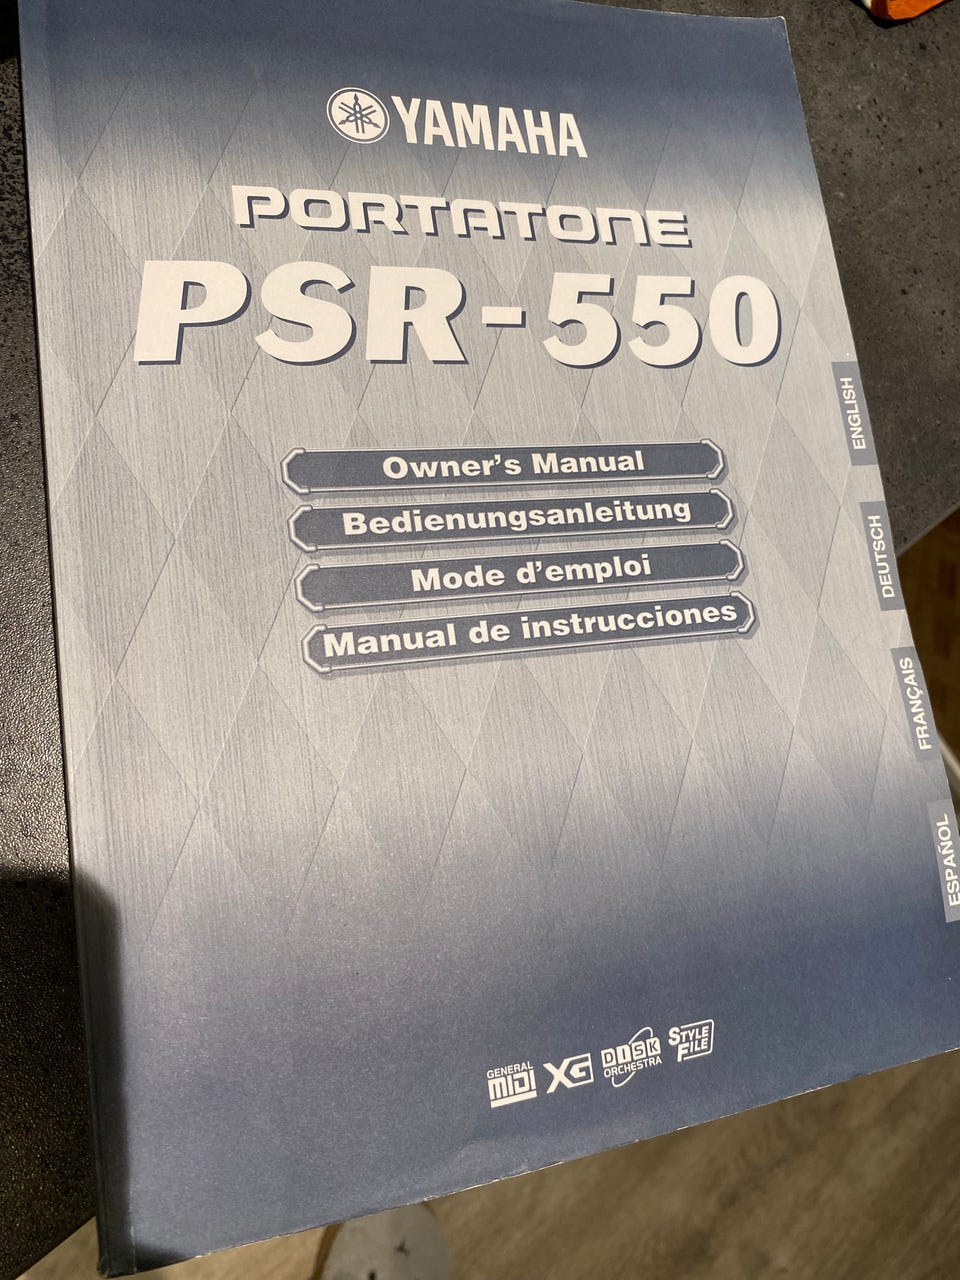 YAMAHA
PORTATONE
PSR-550
Owner's Manual
Bedienungsanleitung
Mode d'emploi
Manual de instrucciones
ENGLISH
DEUTSCH
FRANÇAIS
ESPAÑOL
GENERAL
MIDI
XG
DISK
ORCHESTRA
STYLE
FILE